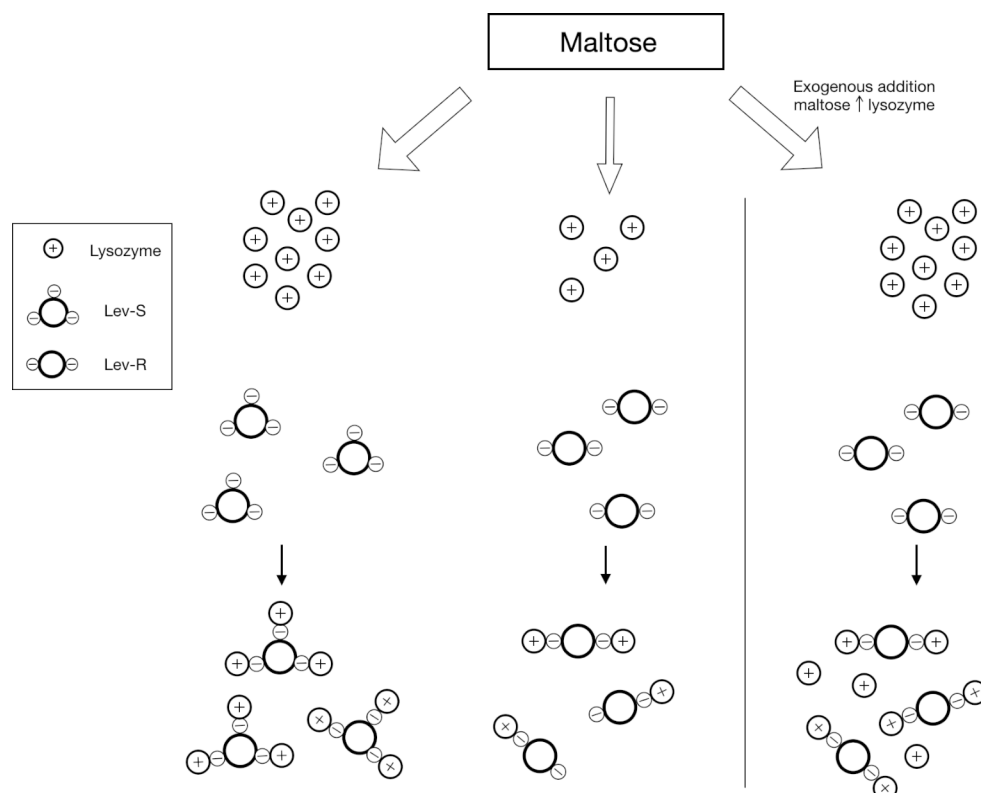 Maltose
Exogenous addition
maltose ↑ lysozyme
Lysozyme
Lev-S
Lev-R